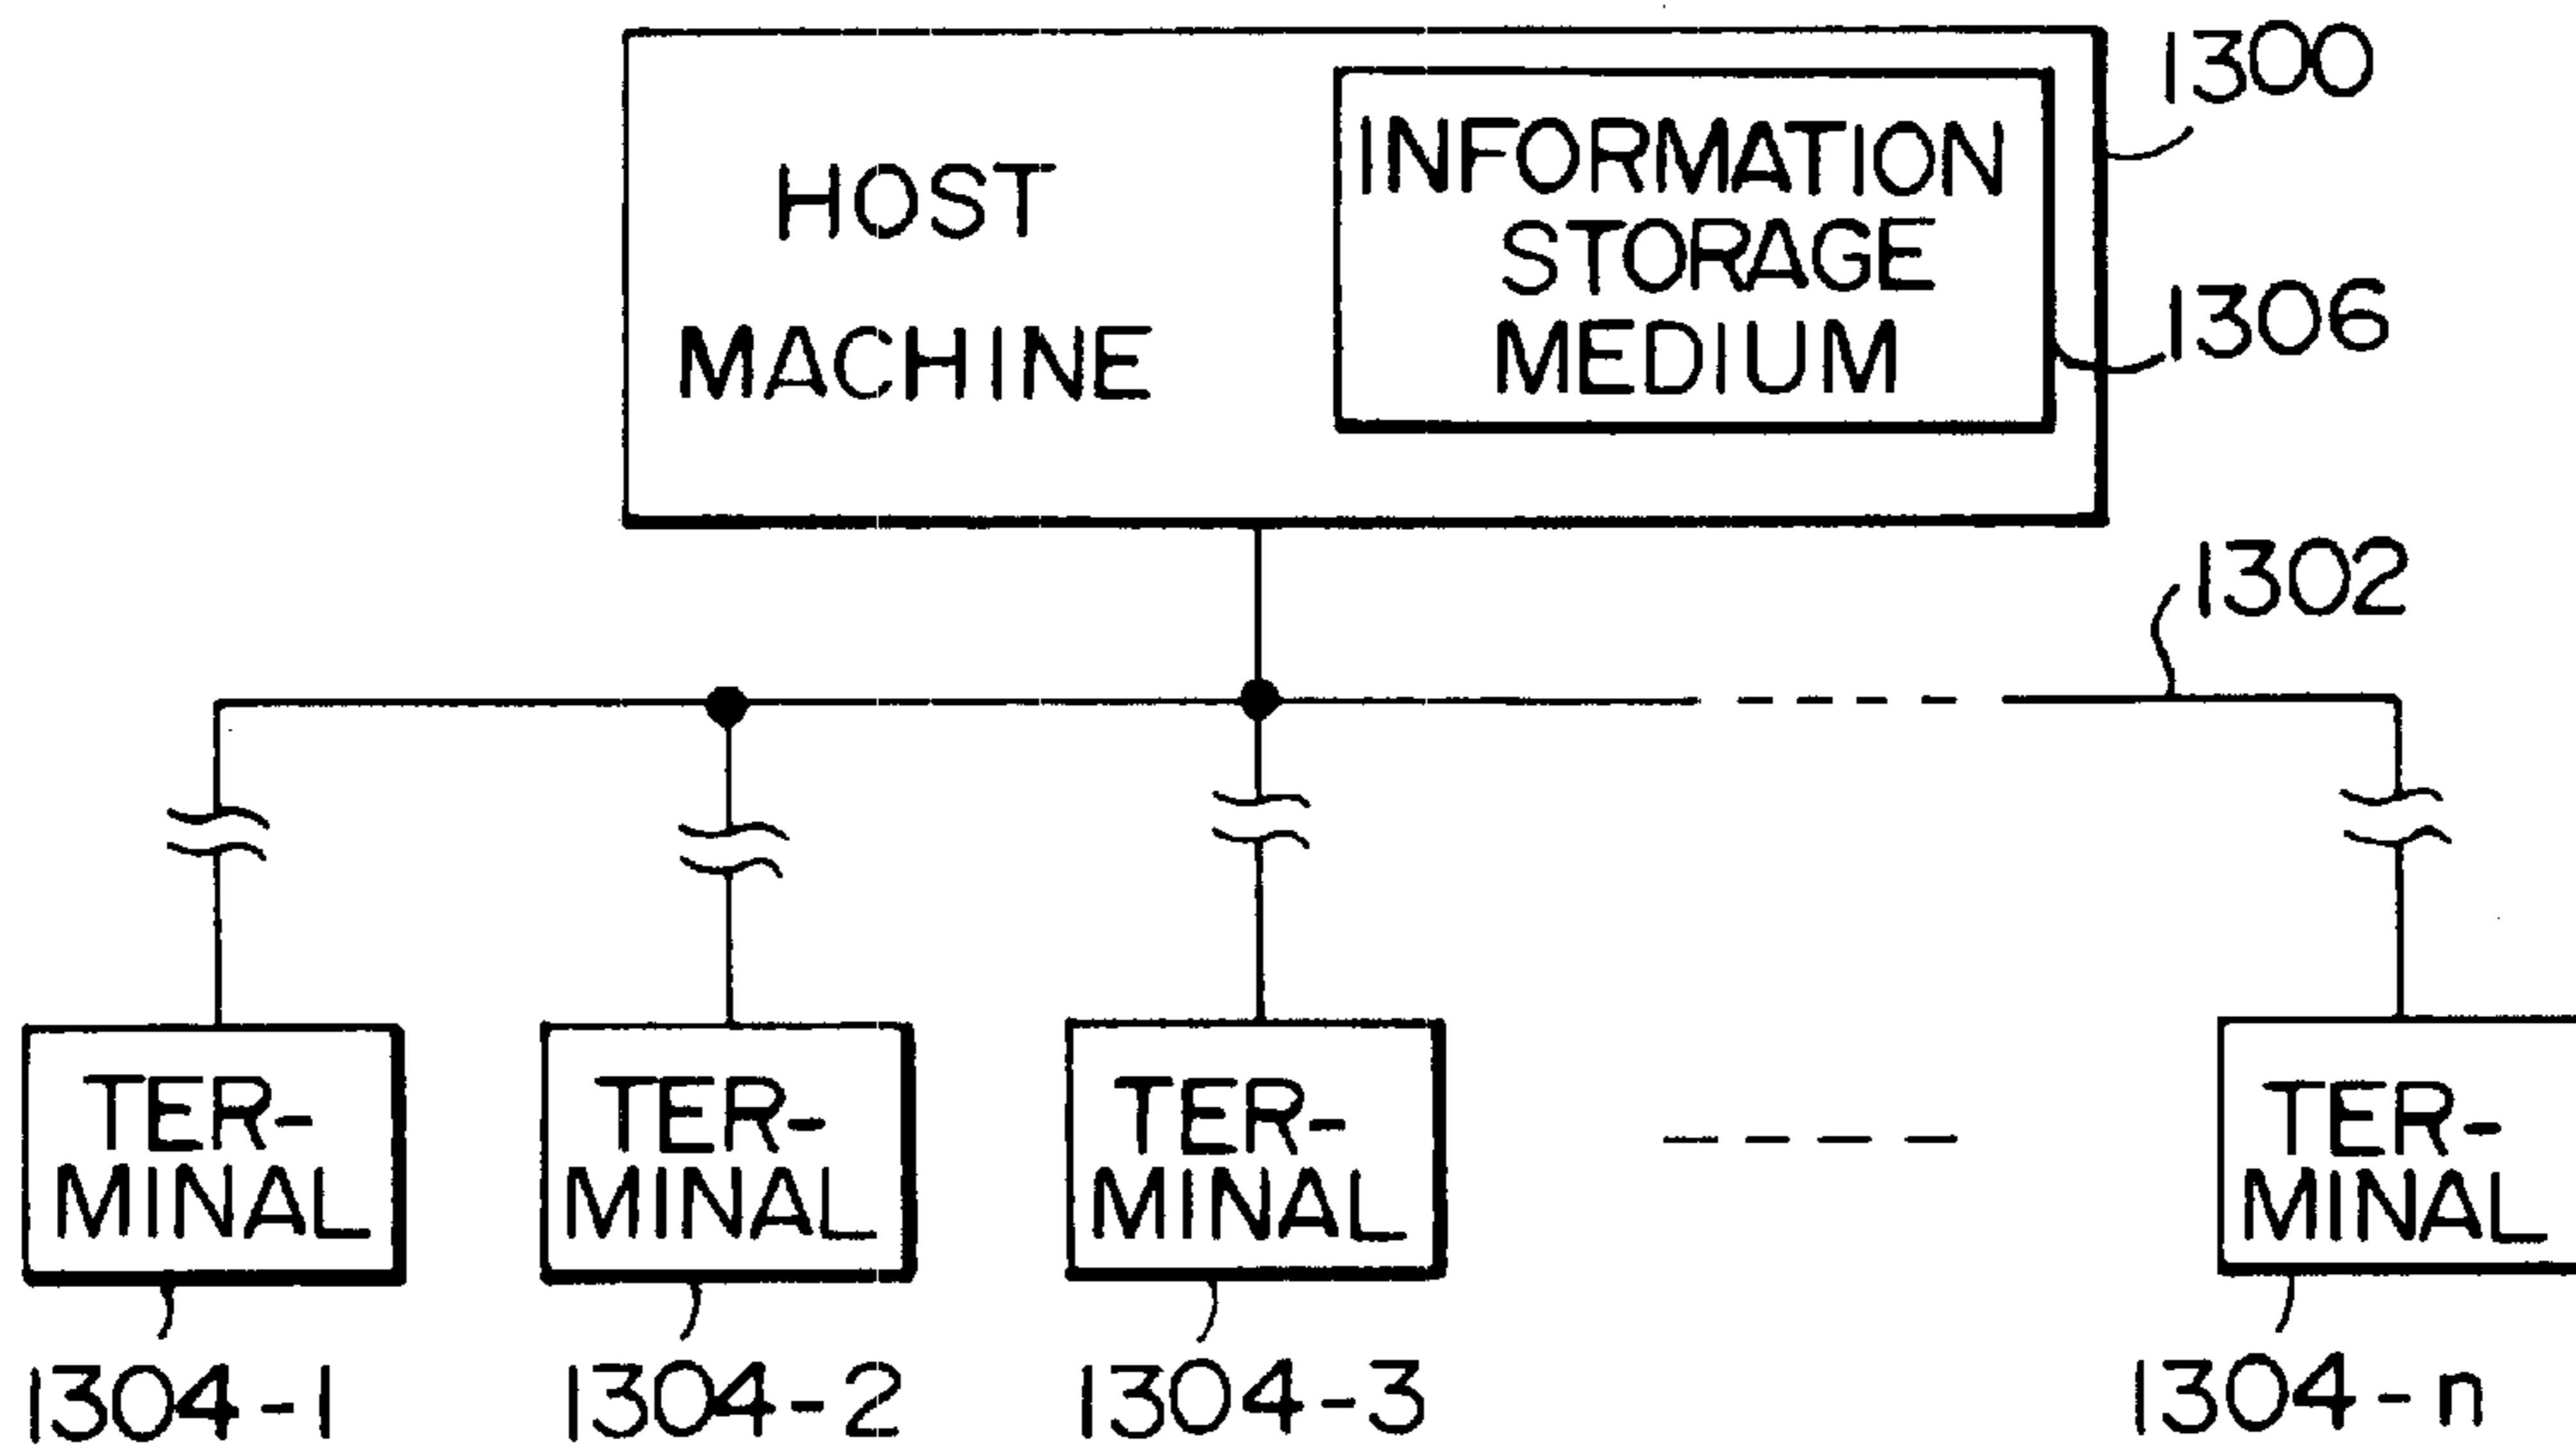 HOST
MACHINE
INFORMATION
STORAGE
MEDIUM
1300
1306
1302
TER-
MINAL
TER-
MINAL
TER-
MINAL
TER-
MINAL
1304-1
1304-2
1304-3
1304-n